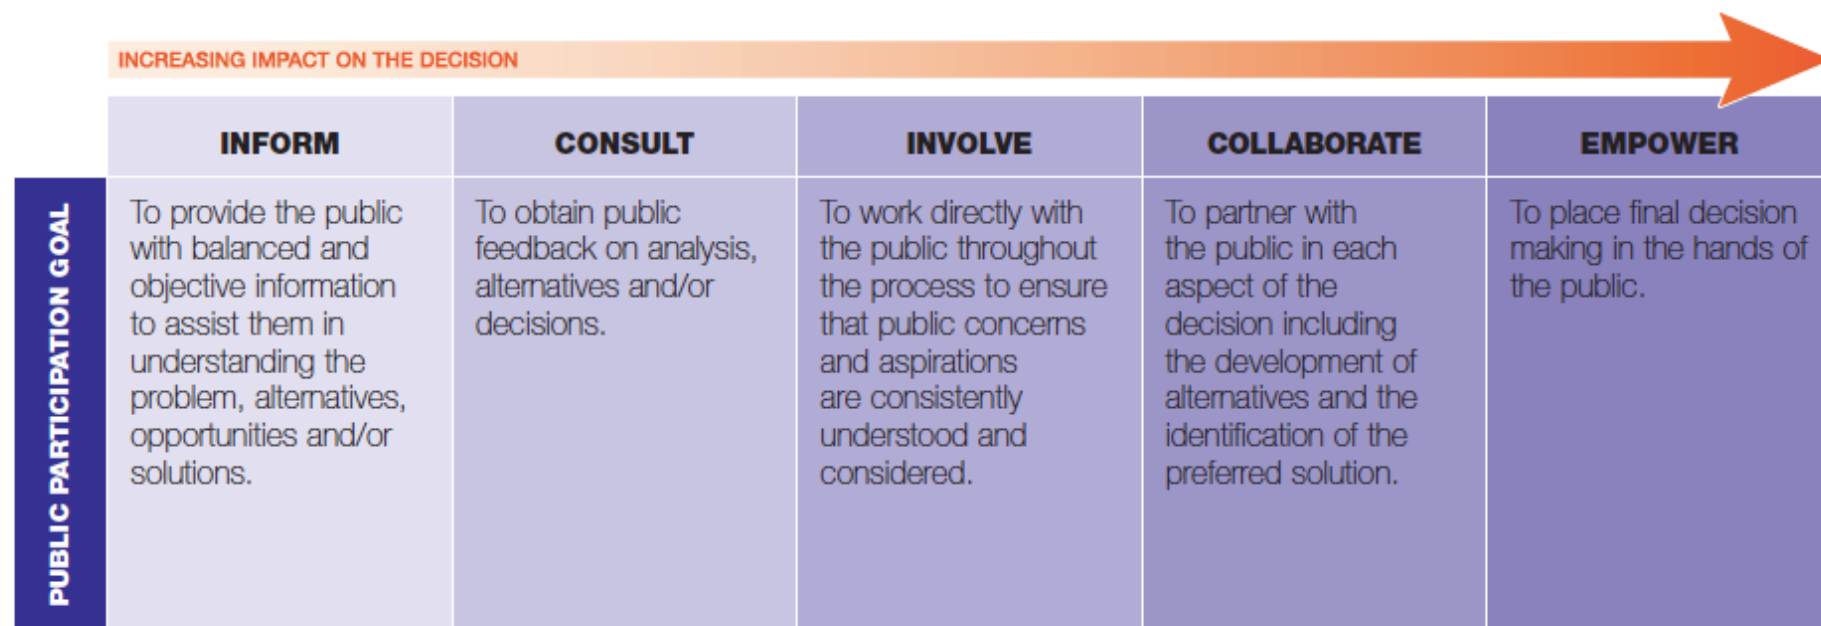 INCREASING IMPACT ON THE DECISION
INFORM
CONSULT
INVOLVE
COLLABORATE
EMPOWER
PUBLIC PARTICIPATION GOAL
To provide the public
with balanced and
objective information
to assist them in
understanding the
problem, alternatives,
opportunities and/or
solutions.
To obtain public
feedback on analysis,
alternatives and/or
decisions.
To work directly with
the public throughout
the process to ensure
that public concerns
and aspirations
are consistently
understood and
considered.
To partner with
the public in each
aspect of the
decision including
the development of
alternatives and the
identification of the
preferred solution.
To place final decision
making in the hands of
the public.